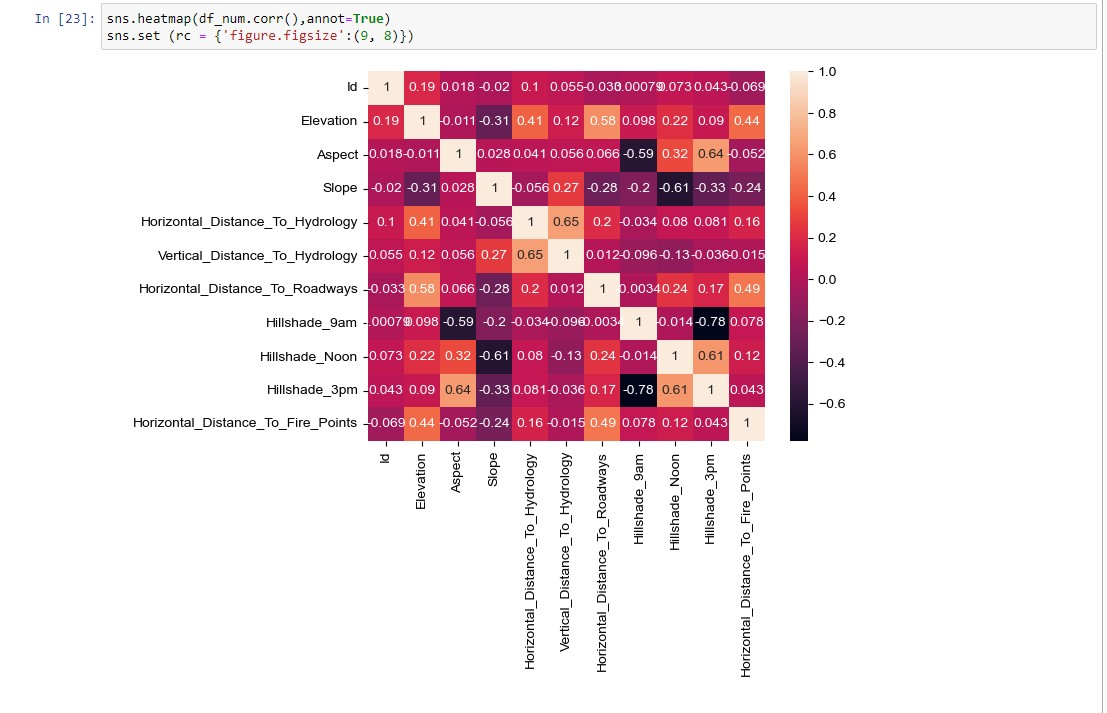 In [23]: sns.heatmap(df_num.corr(),annot=True)
sns.set (rc = {'figure.figsize':(9, 8)})
Id 1 0.19 0.018 -0.02 0.1 0.055 -0.033 0.00079 0.073 0.043 -0.069
Elevation 0.19 1 -0.011 -0.31 0.41 0.12 0.58 0.098 0.22 0.09 0.44
Aspect 0.018 -0.011 1 0.028 0.041 0.056 0.066 -0.59 0.32 0.64 -0.052
Slope -0.02 -0.31 0.028 1 -0.056 0.27 -0.28 -0.2 -0.61 -0.33 -0.24
Horizontal_Distance_To_Hydrology 0.1 0.41 0.041 -0.056 1 0.65 0.2 -0.034 0.08 0.081 0.16
Vertical_Distance_To_Hydrology 0.055 0.12 0.056 0.27 0.65 1 0.012 -0.096 -0.13 -0.036 -0.015
Horizontal_Distance_To_Roadways -0.033 0.58 0.066 -0.28 0.2 0.012 1 0.0034 0.24 0.17 0.49
Hillshade_9am 0.00079 0.098 -0.59 -0.2 -0.034 -0.096 0.0034 1 -0.014 -0.78 0.078
Hillshade_Noon 0.073 0.22 0.32 -0.61 0.08 -0.13 0.24 -0.014 1 0.61 0.12
Hillshade_3pm 0.043 0.09 0.64 -0.33 0.081 -0.036 0.17 -0.78 0.61 1 0.043
Horizontal_Distance_To_Fire_Points -0.069 0.44 -0.052 -0.24 0.16 -0.015 0.49 0.078 0.12 0.043 1
Id
Elevation
Aspect
Slope
Horizontal_Distance_To_Hydrology
Vertical_Distance_To_Hydrology
Horizontal_Distance_To_Roadways
Hillshade_9am
Hillshade_Noon
Hillshade_3pm
Horizontal_Distance_To_Fire_Points
1.0
0.8
0.6
0.4
0.2
0.0
−0.2
−0.4
−0.6